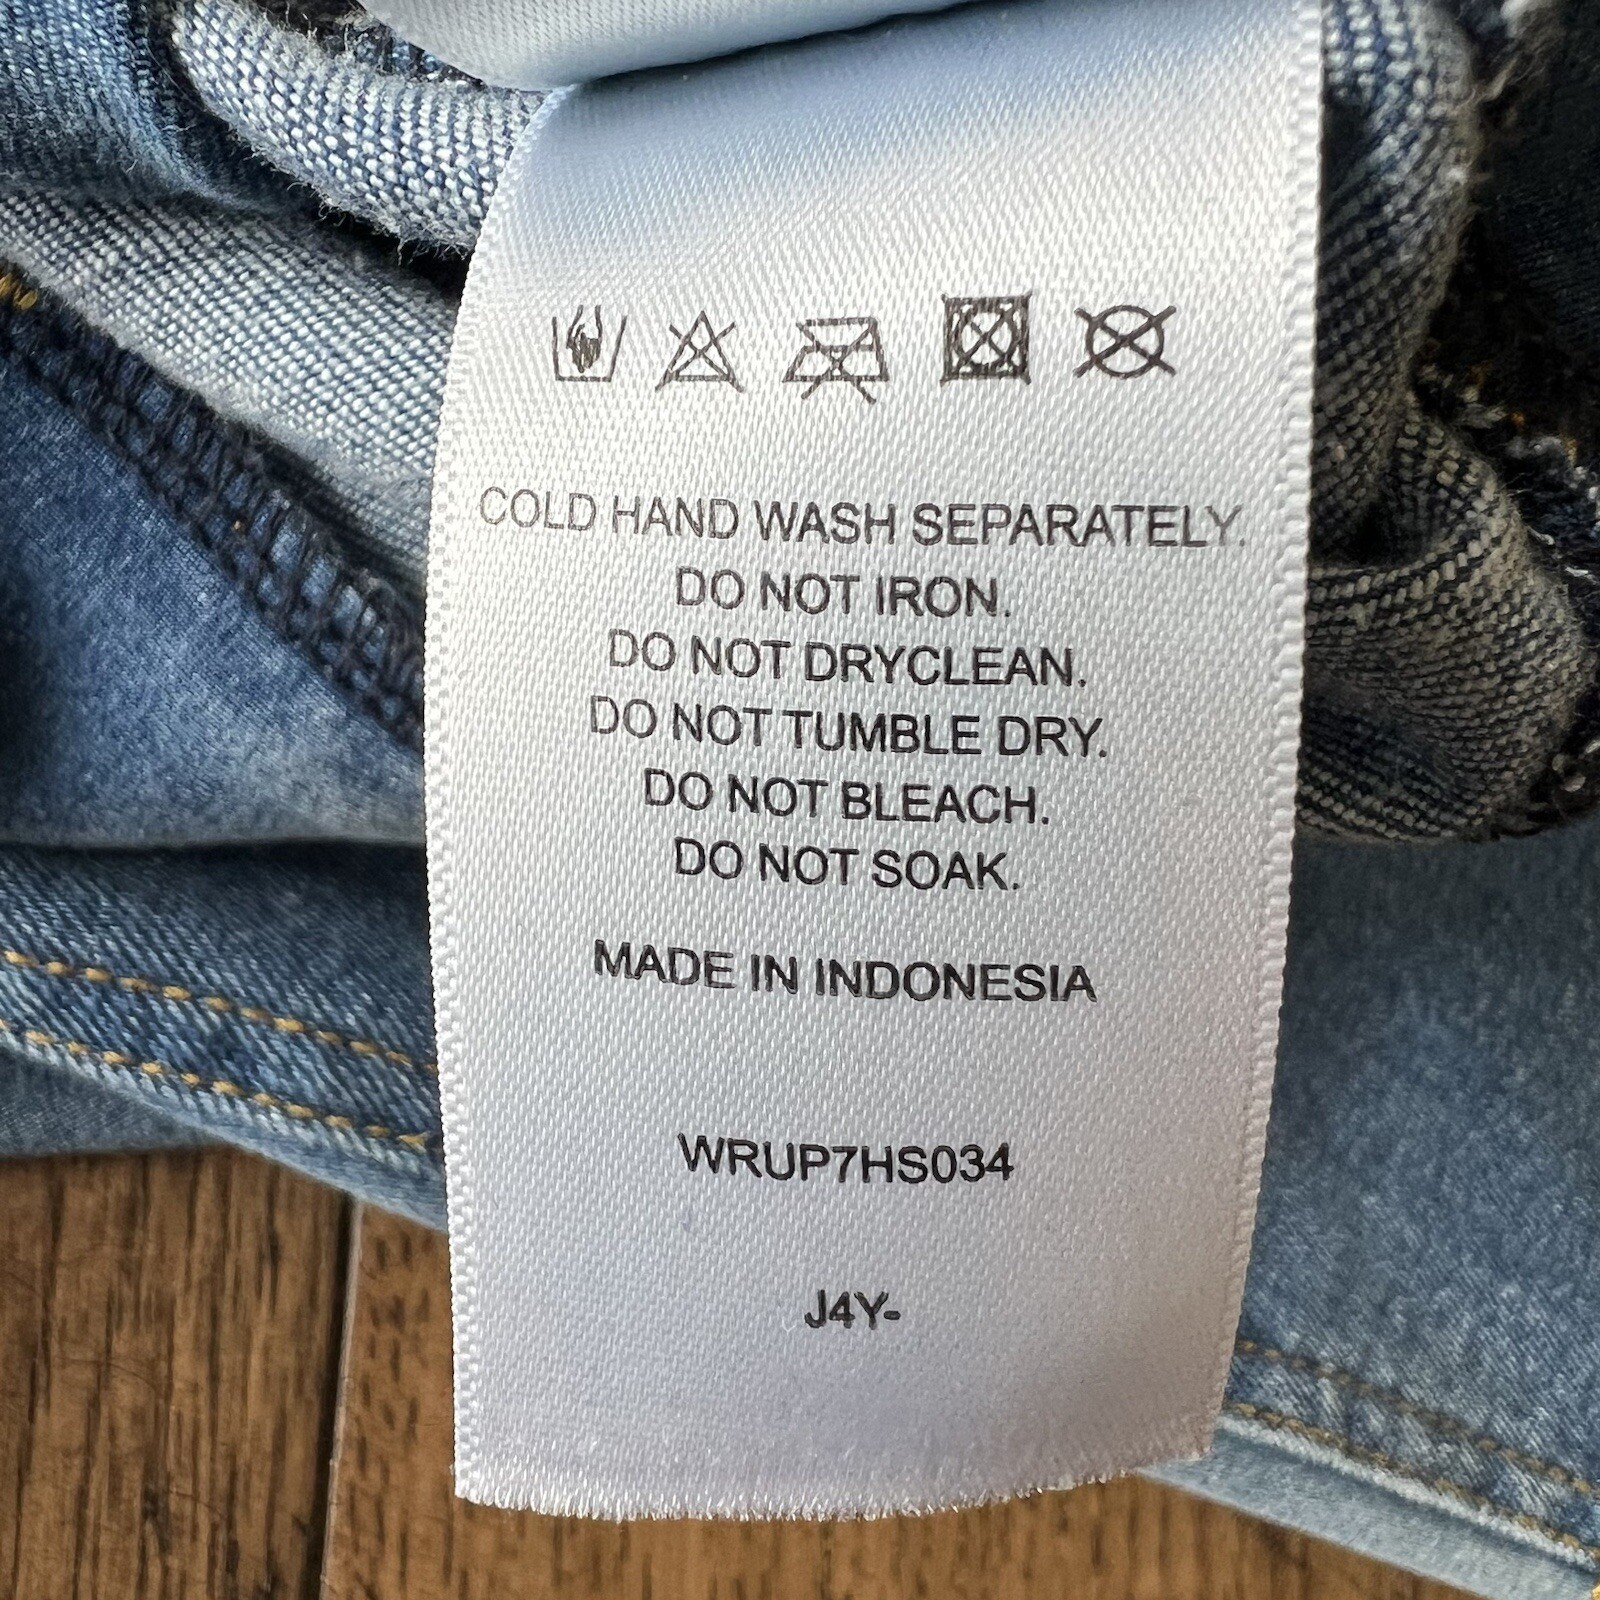 COLD HAND WASH SEPARATELY.
DO NOT IRON.
DO NOT DRYCLEAN.
DO NOT TUMBLE DRY.
DO NOT BLEACH.
DO NOT SOAK.
MADE IN INDONESIA
WRUP7HS034
J4Y-